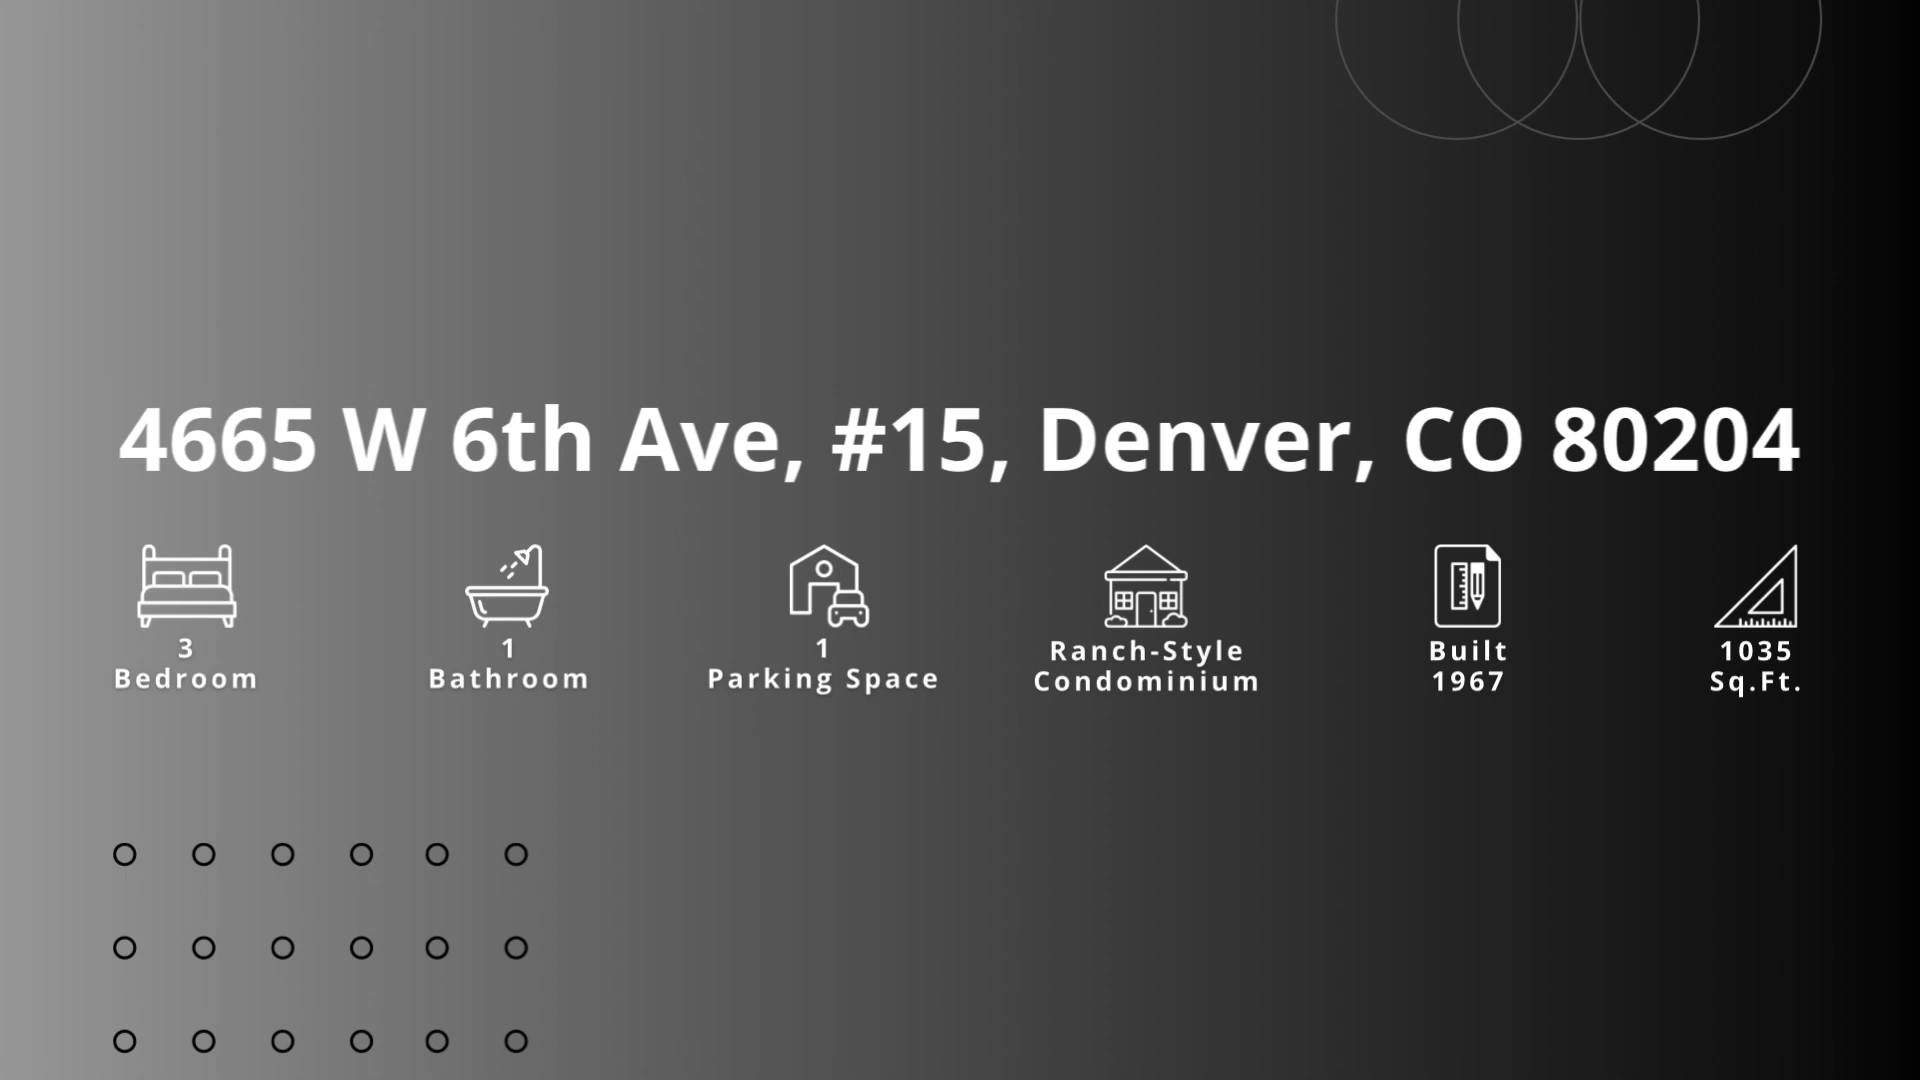 4665 W 6th Ave, #15, Denver, CO 80204
3
Bedroom
1
Bathroom
1
Parking Space
Ranch-Style
Condominium
Built
1967
1035
Sq.Ft.